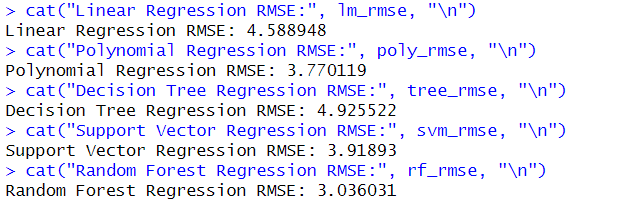 > cat("Linear Regression RMSE:", lm_rmse, "\n")
Linear Regression RMSE: 4.588948
> cat("Polynomial Regression RMSE:", poly_rmse, "\n")
Polynomial Regression RMSE: 3.770119
> cat("Decision Tree Regression RMSE:", tree_rmse, "\n")
Decision Tree Regression RMSE: 4.925522
> cat("Support Vector Regression RMSE:", svm_rmse, "\n")
Support Vector Regression RMSE: 3.91893
> cat("Random Forest Regression RMSE:", rf_rmse, "\n")
Random Forest Regression RMSE: 3.036031